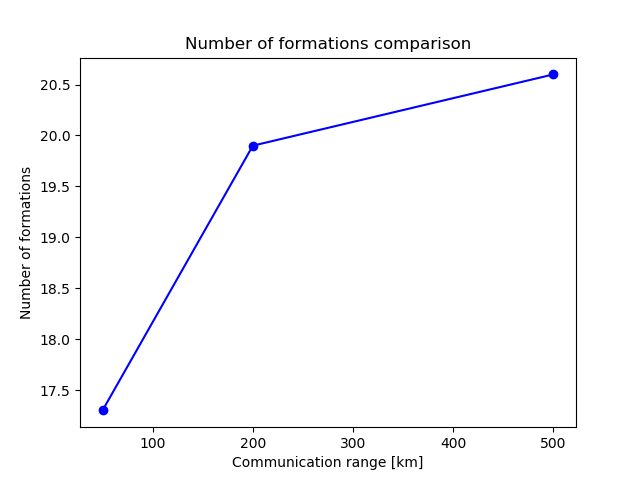 Number of formations comparison
20.5
20.0
19.5
19.0
18.5
18.0
17.5
Number of formations
100 200 300 400 500
Communication range [km]